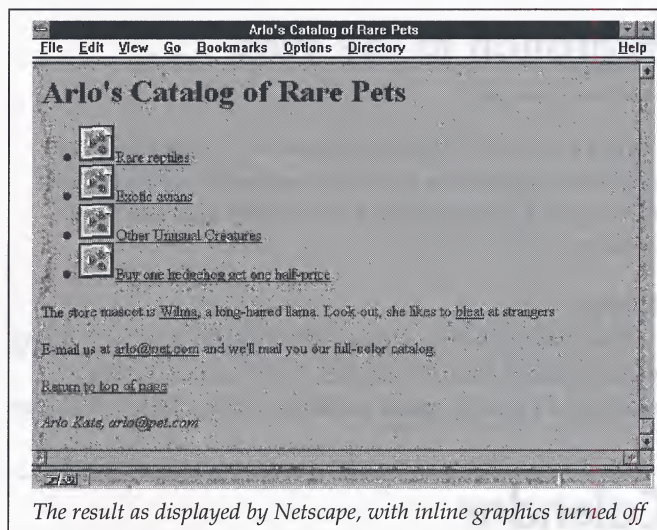 Arlo's Catalog of Rare Pets
File Edit View Go Bookmarks Options Directory Help
Arlo's Catalog of Rare Pets
Rare reptiles
Exotic avians
Other Unusual Creatures
Buy one hedgehog get one half-price
The store mascot is Wilma, a long-haired llama. Look out, she likes to bleat at strangers
E-mail us at arlo@pet.com and we'll mail you our full-color catalog.
Return to top of page
Arlo Kats, arlo@pet.com
The result as displayed by Netscape, with inline graphics turned off